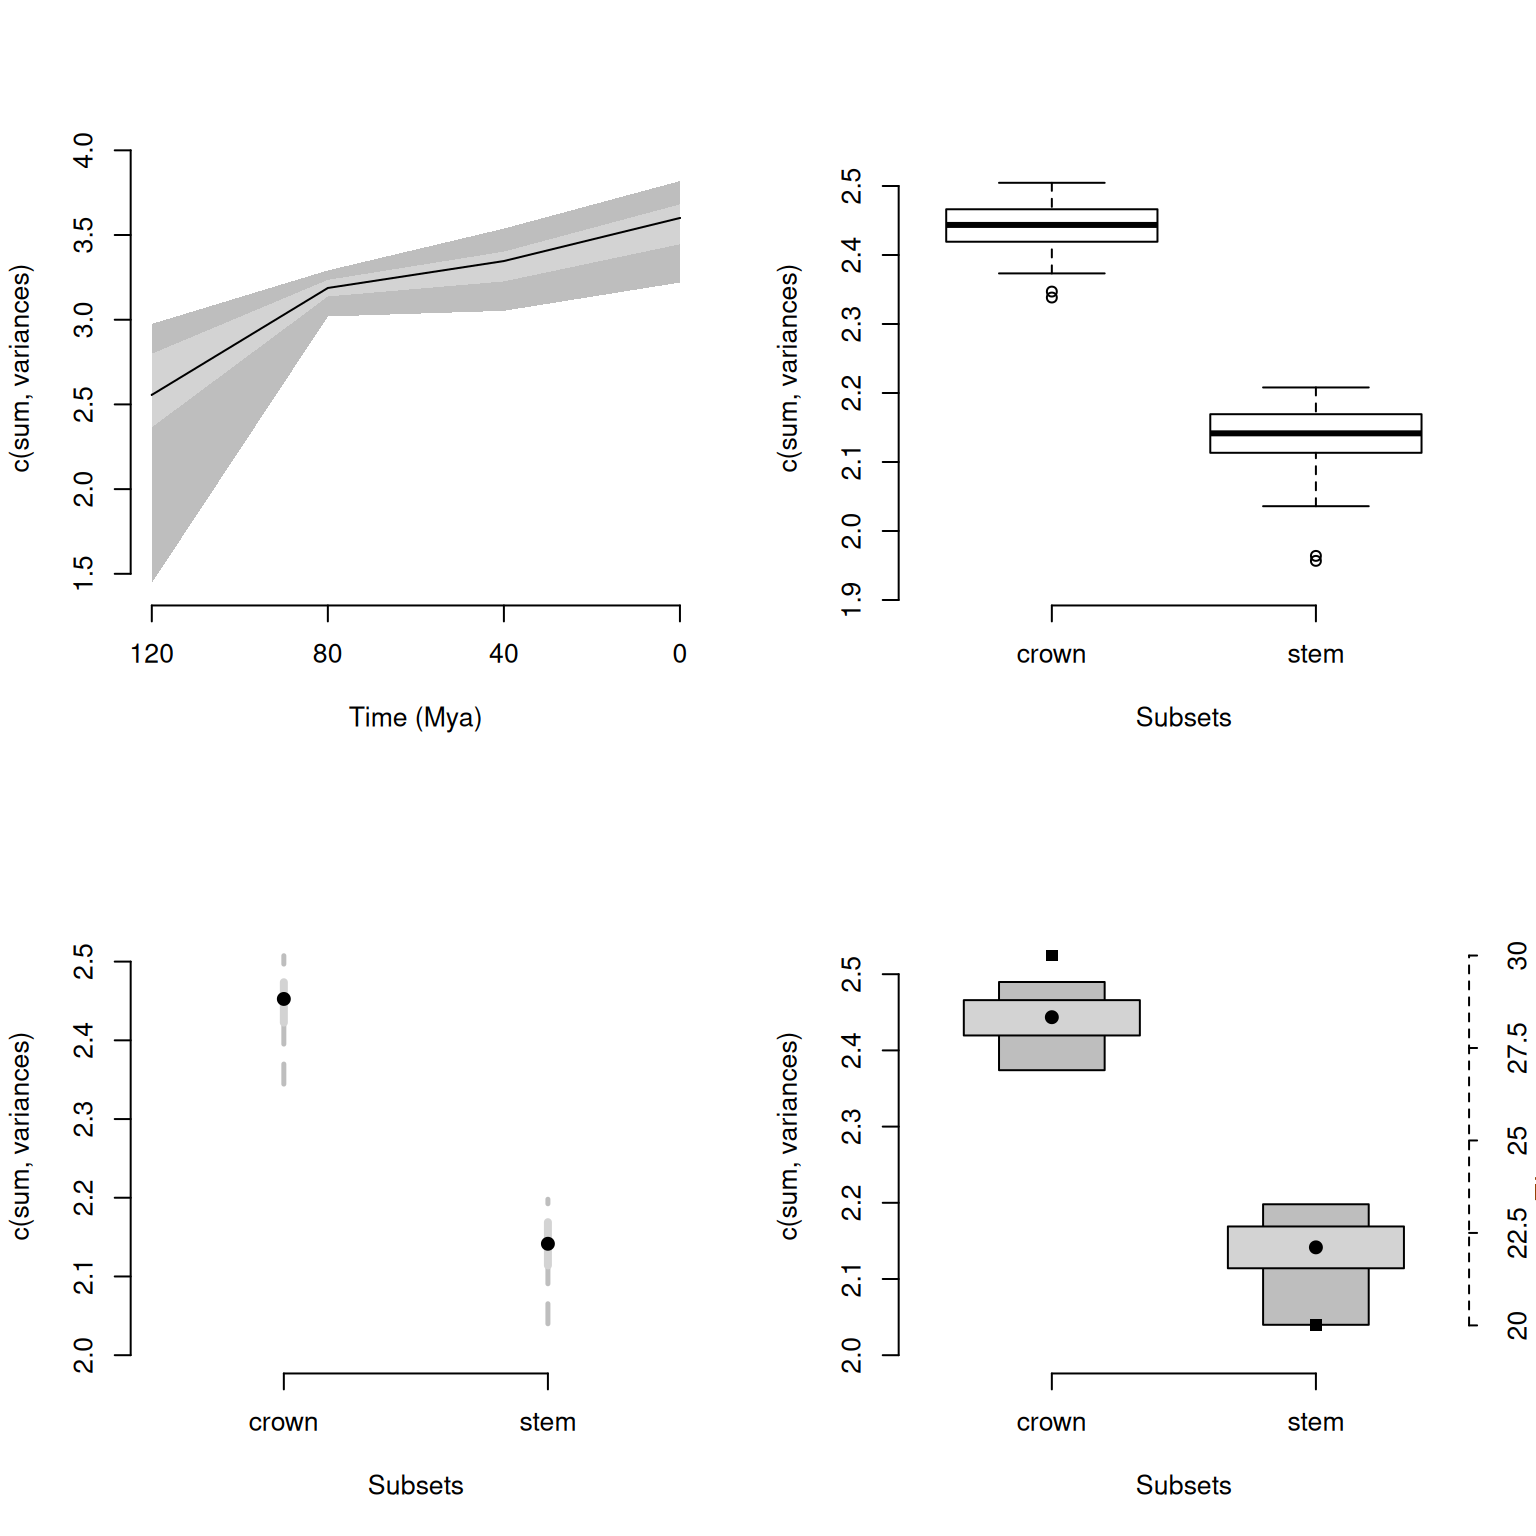 c(sum, variances)
4.0
3.5
3.0
2.5
2.0
1.5
120 80 40 0
Time (Mya)
c(sum, variances)
2.5
2.4
2.3
2.2
2.1
2.0
1.9
crown stem
Subsets
c(sum, variances)
2.5
2.4
2.3
2.2
2.1
2.0
crown stem
Subsets
c(sum, variances)
2.5
2.4
2.3
2.2
2.1
2.0
crown stem
Subsets
30
27.5
25
22.5
20